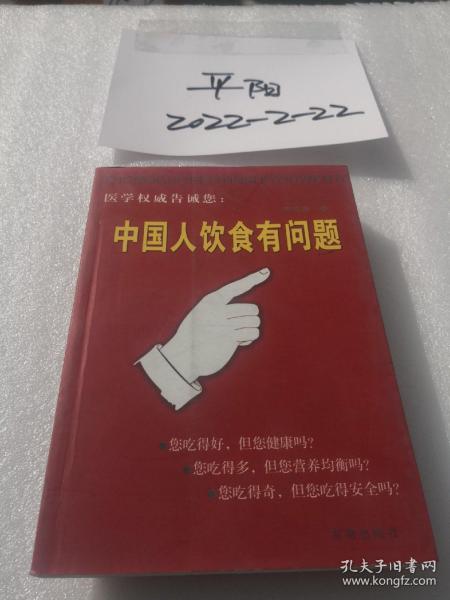 平阳
2022-2-22
医学权威告诫您：
中国人饮食有问题
您吃得好，但您健康吗？
您吃得多，但您营养均衡吗？
您吃得奇，但您吃得安全吗？
孔夫子旧书网
www.kongfz.com